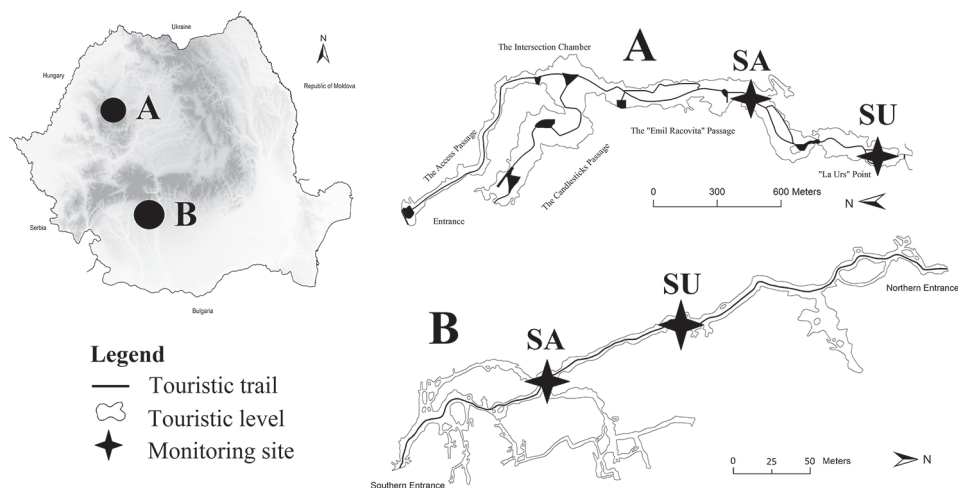 Ukraine
N
Hungary
Republic of Moldova
A
B
Serbia
Bulgaria
Legend
Touristic trail
Touristic level
Monitoring site
A
The Intersection Chamber
SA
SU
The Access Passage
The "Emil Racovita" Passage
The Candlesticks Passage
"La Urs" Point
Entrance
0 300 600 Meters
N
B
SU
SA
Northern Entrance
Southern Entrance
0 25 50 Meters
N